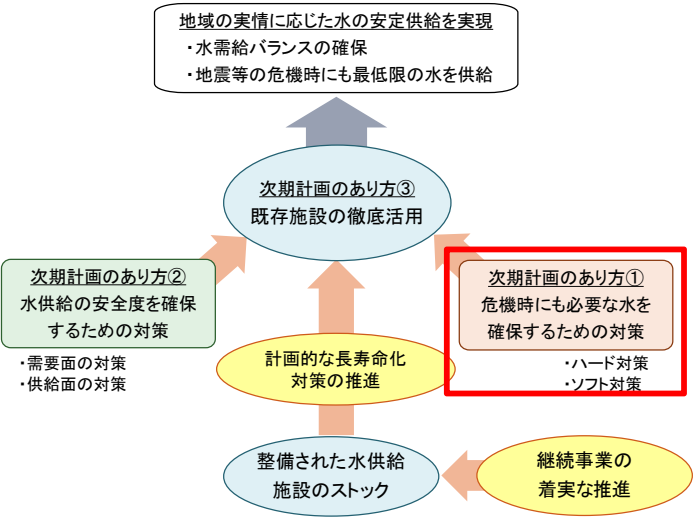 地域の実情に応じた水の安定供給を実現
・水需給バランスの確保
・地震等の危機時にも最低限の水を供給
次期計画のあり方③
既存施設の徹底活用
次期計画のあり方②
水供給の安全度を確保
するための対策
・需要面の対策
・供給面の対策
次期計画のあり方①
危機時にも必要な水を
確保するための対策
・ハード対策
・ソフト対策
計画的な長寿命化
対策の推進
整備された水供給
施設のストック
継続事業の
着実な推進